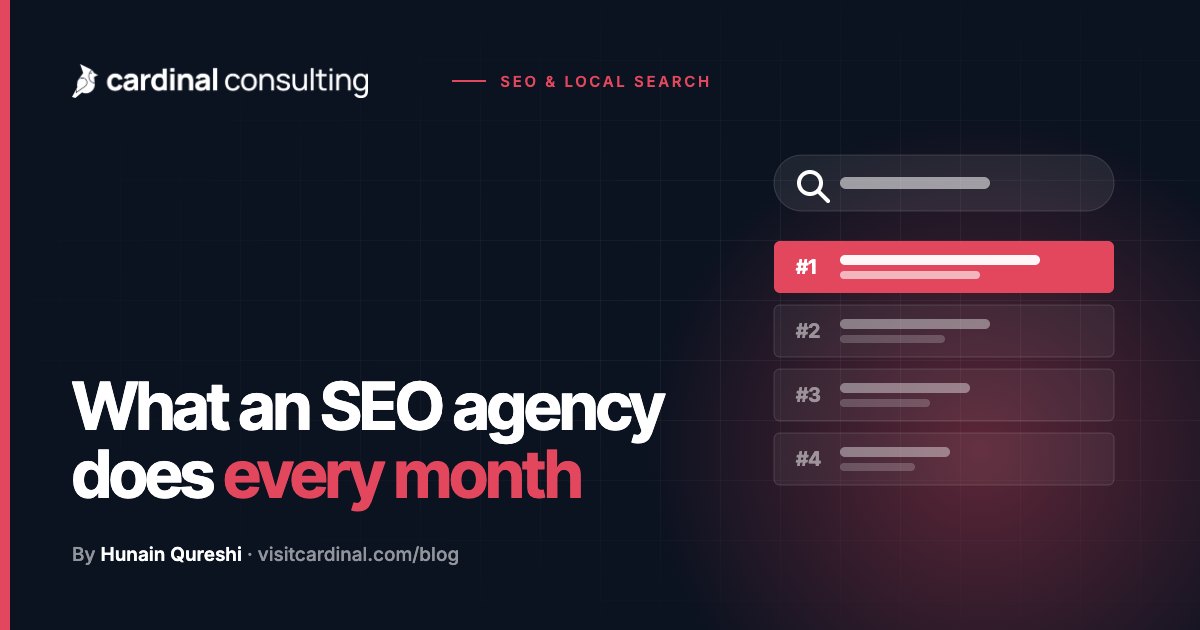 cardinal consulting
SEO & LOCAL SEARCH
#1
#2
#3
#4
What an SEO agency
does every month
By Hunain Qureshi · visitcardinal.com/blog